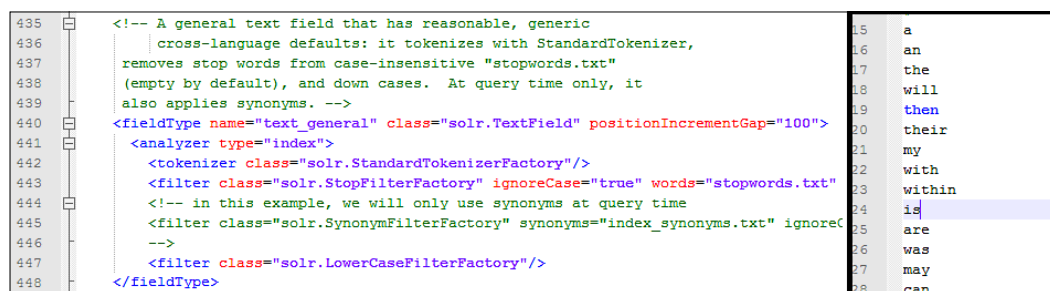 435 <!-- A general text field that has reasonable, generic
436 cross-language defaults: it tokenizes with StandardTokenizer,
437 removes stop words from case-insensitive "stopwords.txt"
438 (empty by default), and down cases.  At query time only, it
439 also applies synonyms. -->
440 <fieldType name="text_general" class="solr.TextField" positionIncrementGap="100">
441 <analyzer type="index">
442 <tokenizer class="solr.StandardTokenizerFactory"/>
443 <filter class="solr.StopFilterFactory" ignoreCase="true" words="stopwords.txt"
444 <!-- in this example, we will only use synonyms at query time
445 <filter class="solr.SynonymFilterFactory" synonyms="index_synonyms.txt" ignoreC
446 -->
447 <filter class="solr.LowerCaseFilterFactory"/>
448 </fieldType>
15 a
16 an
17 the
18 will
19 then
20 their
21 my
22 with
23 within
24 is
25 are
26 was
27 may
28 can